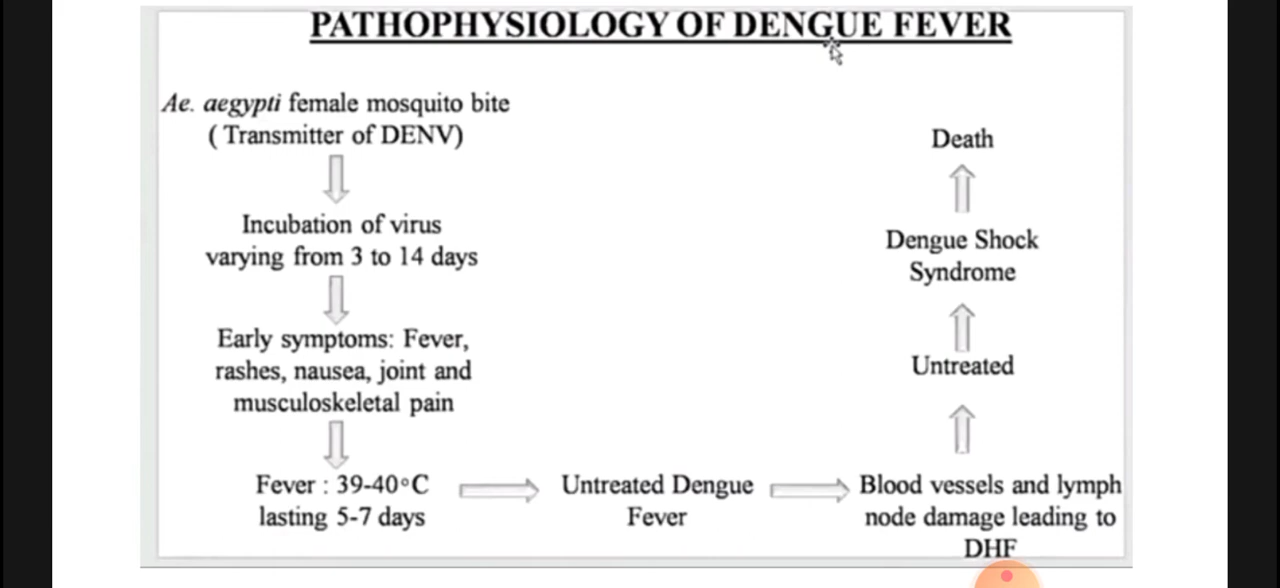 PATHOPHYSIOLOGY OF DENGUE FEVER
Ae. aegypti female mosquito bite
( Transmitter of DENV)
Incubation of virus
varying from 3 to 14 days
Early symptoms: Fever,
rashes, nausea, joint and
musculoskeletal pain
Fever : 39-40°C
lasting 5-7 days
Untreated Dengue
Fever
Blood vessels and lymph
node damage leading to
DHF
Untreated
Dengue Shock
Syndrome
Death